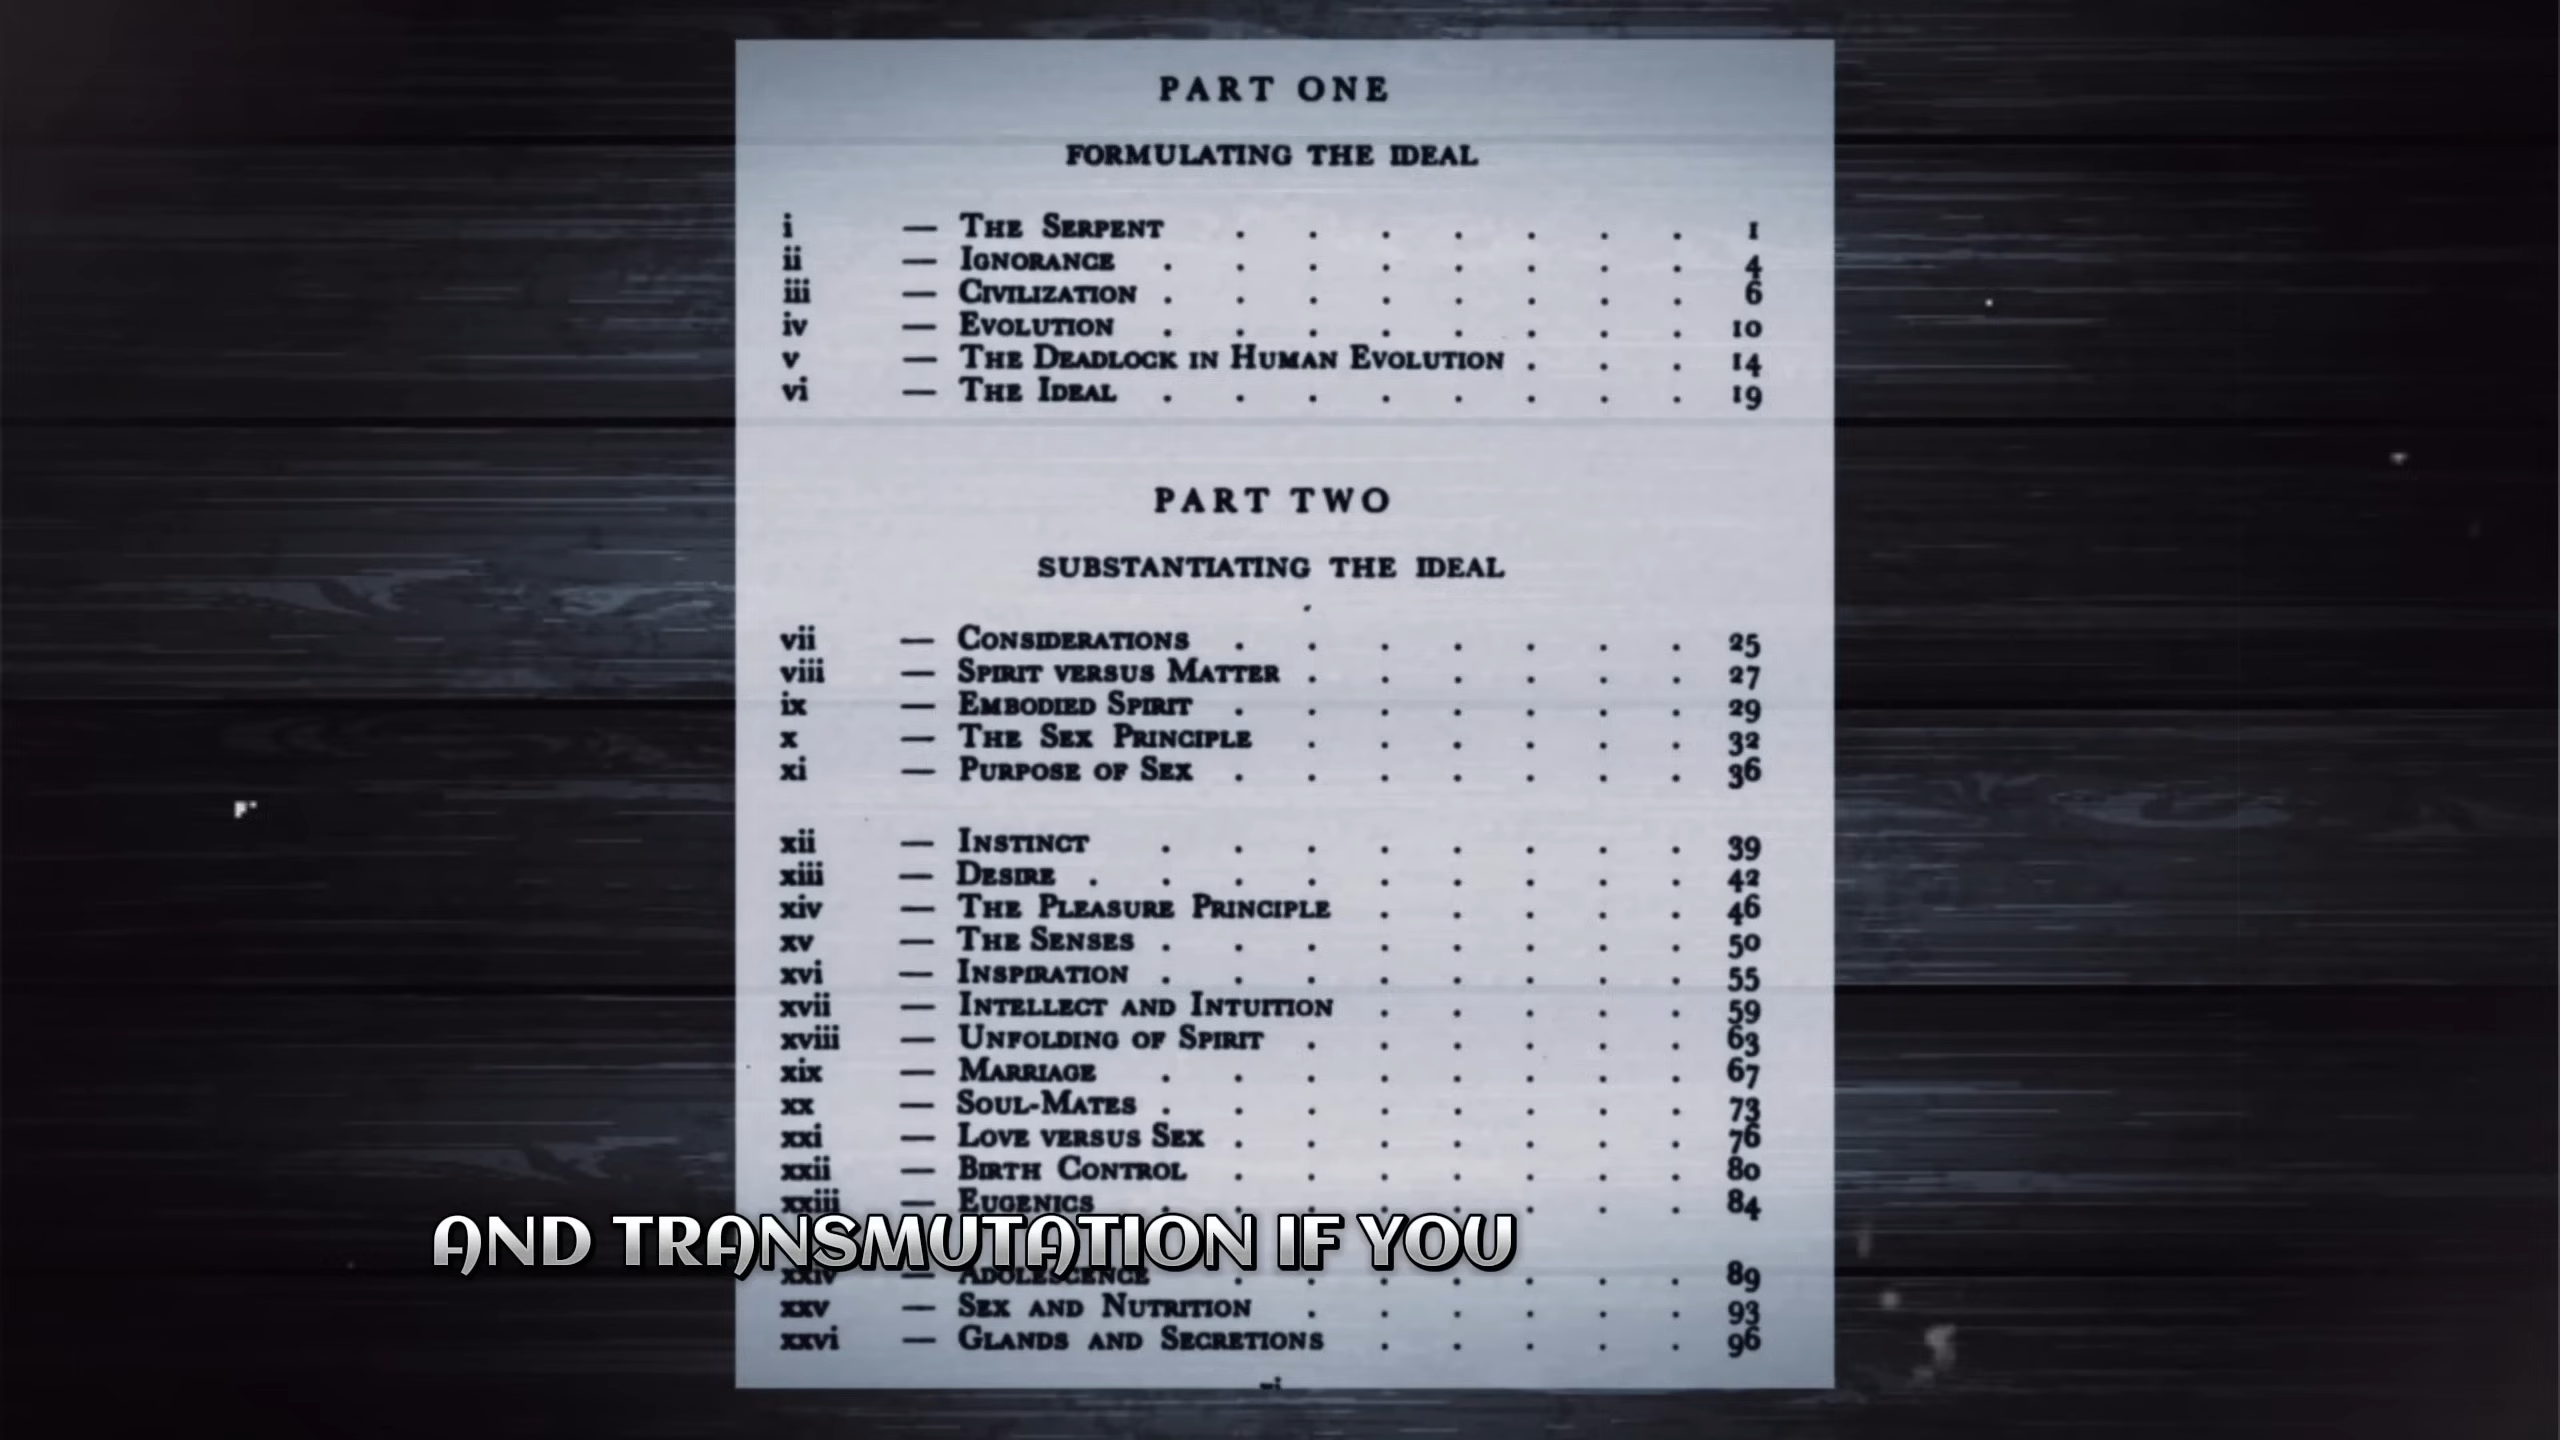 PART ONE
FORMULATING THE IDEAL
i — THE SERPENT . . . . . . . 1
ii — IGNORANCE . . . . . . . . 4
iii — CIVILIZATION . . . . . . . . 6
iv — EVOLUTION . . . . . . . . 10
v — THE DEADLOCK IN HUMAN EVOLUTION . . . 14
vi — THE IDEAL . . . . . . . . 19
PART TWO
SUBSTANTIATING THE IDEAL
vii — CONSIDERATIONS . . . . . . . 25
viii — SPIRIT VERSUS MATTER . . . . . . 27
ix — EMBODIED SPIRIT . . . . . . . 29
x — THE SEX PRINCIPLE . . . . . . 32
xi — PURPOSE OF SEX . . . . . . . 36
xii — INSTINCT . . . . . . . . 39
xiii — DESIRE . . . . . . . . . 42
xiv — THE PLEASURE PRINCIPLE . . . . . 46
xv — THE SENSES . . . . . . . . 50
xvi — INSPIRATION . . . . . . . . 55
xvii — INTELLECT AND INTUITION . . . . . 59
xviii — UNFOLDING OF SPIRIT . . . . . . 63
xix — MARRIAGE . . . . . . . . 67
xx — SOUL-MATES . . . . . . . . 73
xxi — LOVE VERSUS SEX . . . . . . . 76
xxii — BIRTH CONTROL . . . . . . . 80
xxiii — EUGENICS . . . . . . . . 84
AND TRANSMUTATION IF YOU
xxiv — ADOLESCENCE . . . . . . . 89
xxv — SEX AND NUTRITION . . . . . . 93
xxvi — GLANDS AND SECRETIONS . . . . . 96
vi